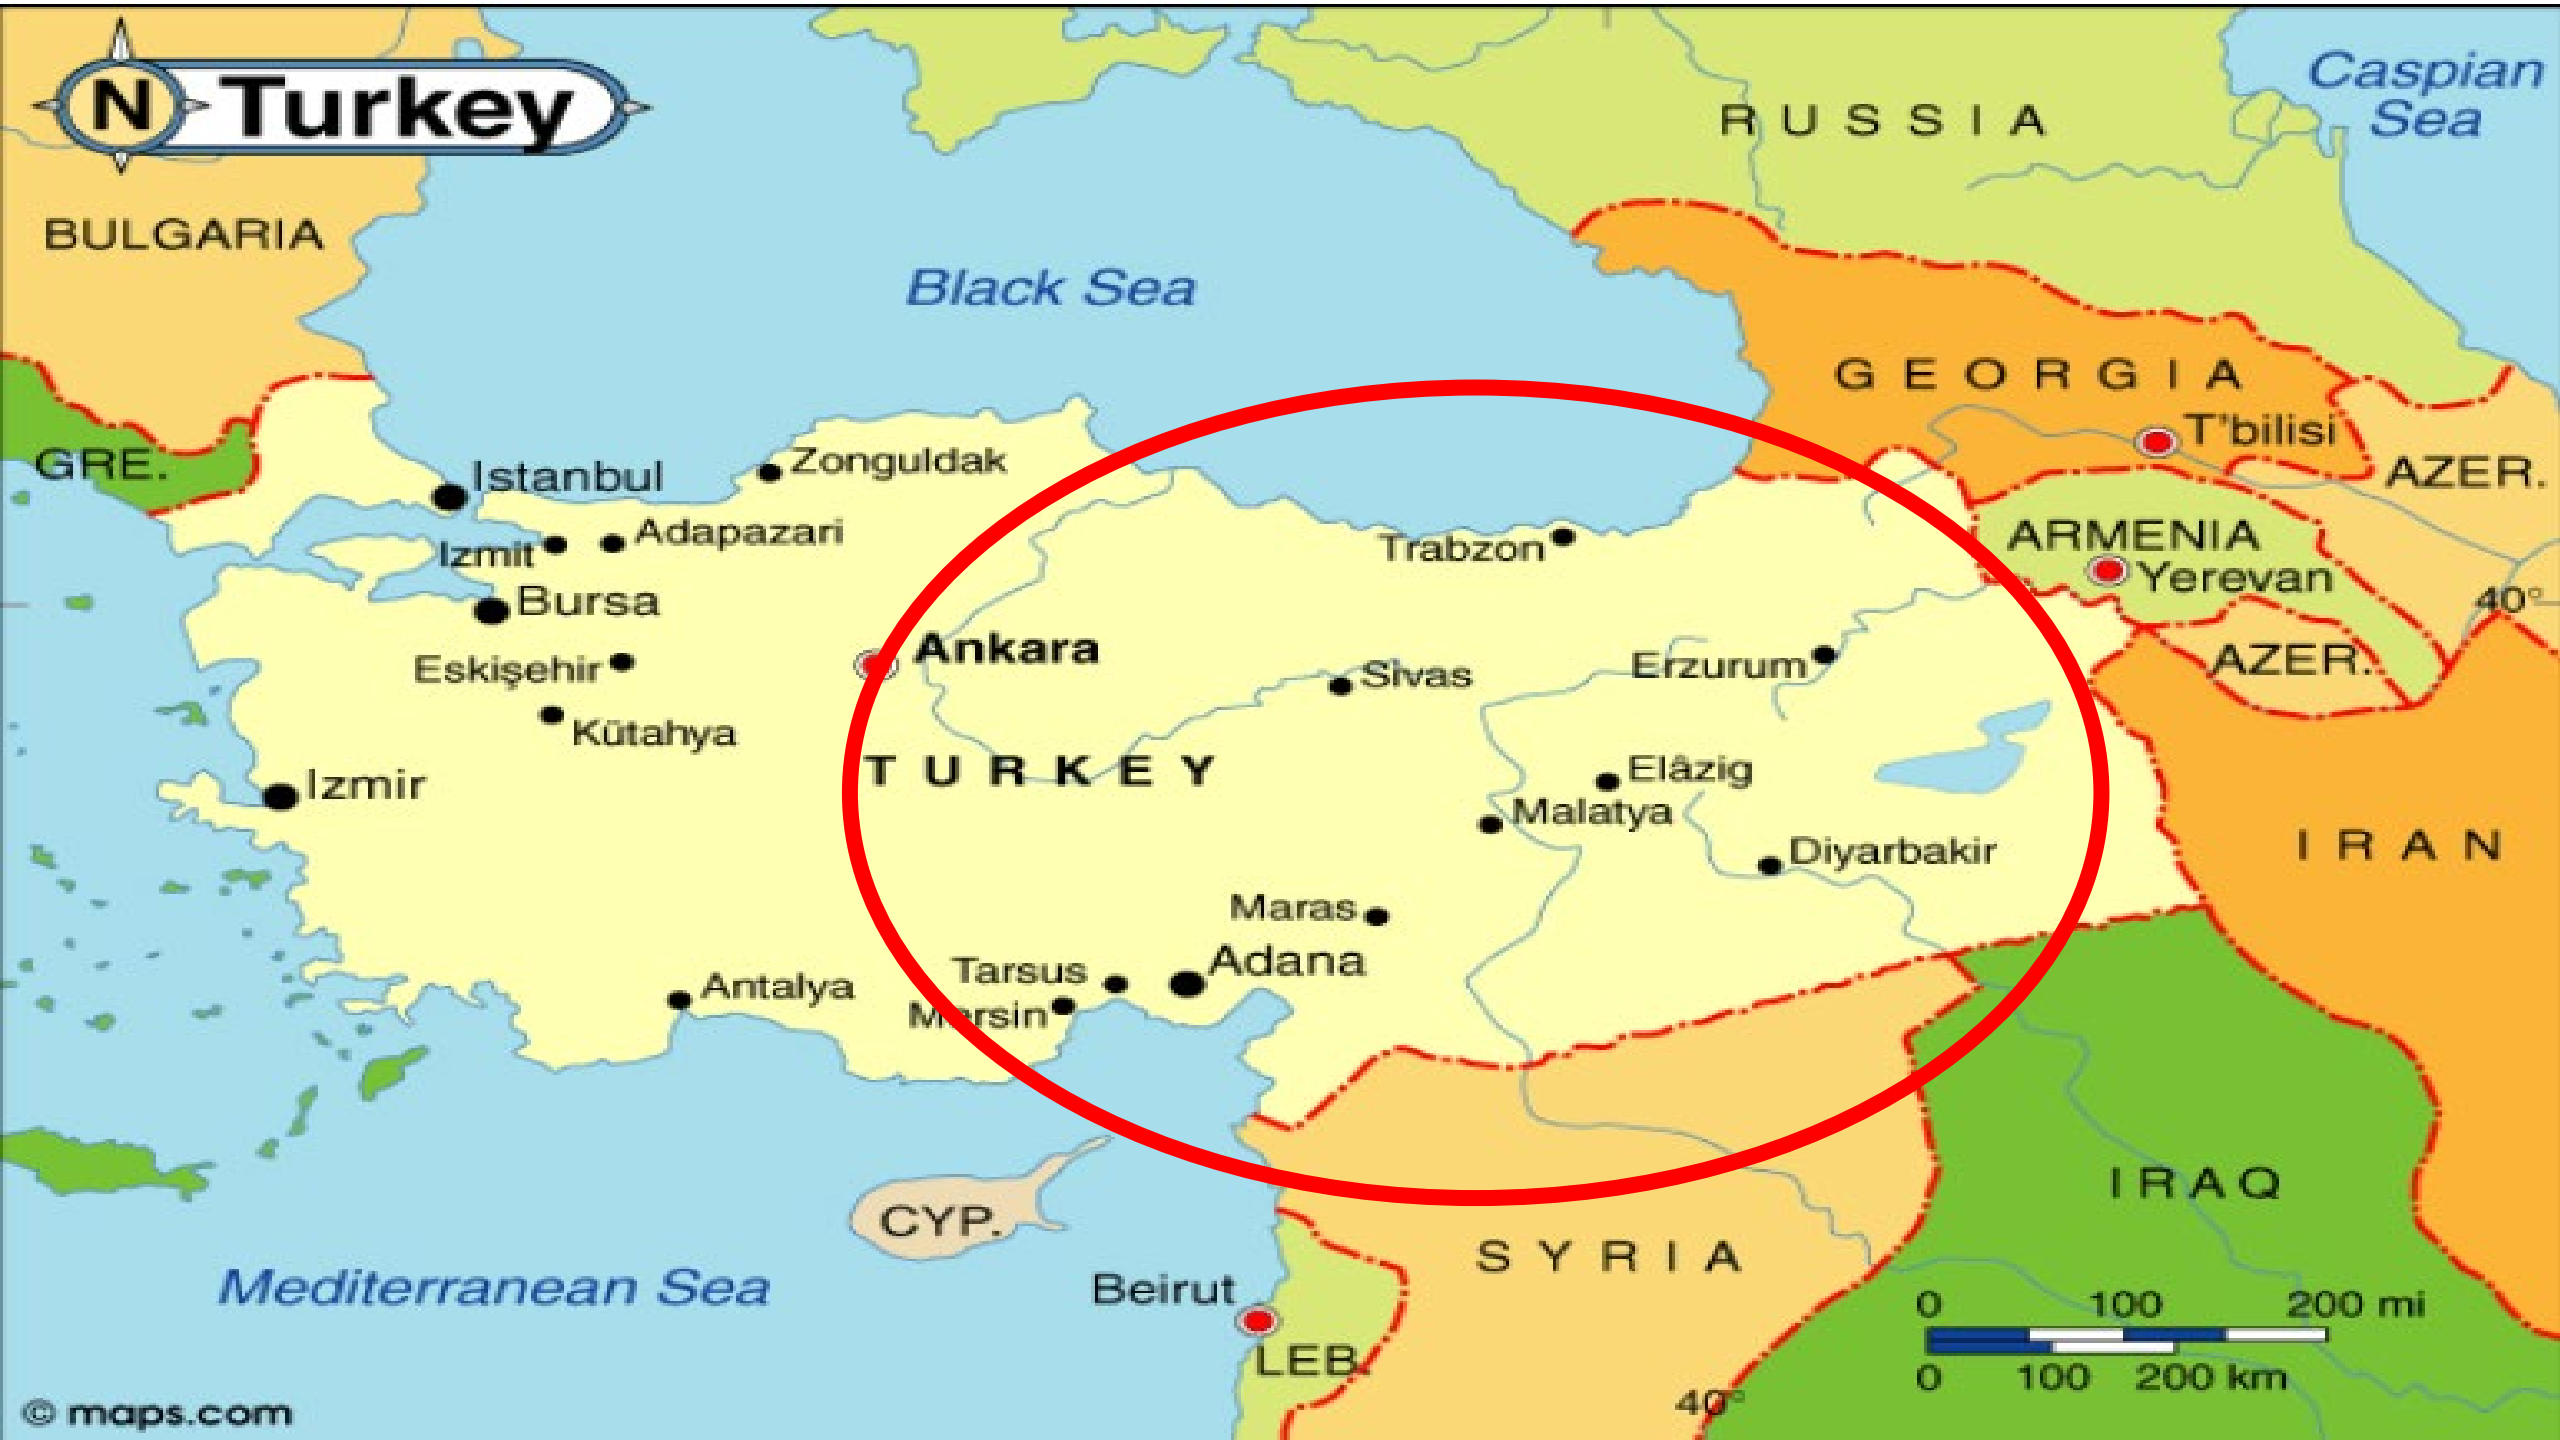 N Turkey
Caspian
Sea
RUSSIA
BULGARIA
Black Sea
GEORGIA
T'bilisi
GRE.
Istanbul
Zonguldak
AZER.
Izmit
Adapazari
Trabzon
ARMENIA
Yerevan
Bursa
40°
Ankara
Eskişehir
Sivas
Erzurum
AZER.
Kütahya
TURKEY
Izmir
Elâzig
Malatya
Diyarbakir
IRAN
Maras
Tarsus
Adana
Antalya
Mersin
IRAQ
CYP.
SYRIA
Mediterranean Sea
Beirut
LEB.
0 100 200 mi
0 100 200 km
40°
© maps.com